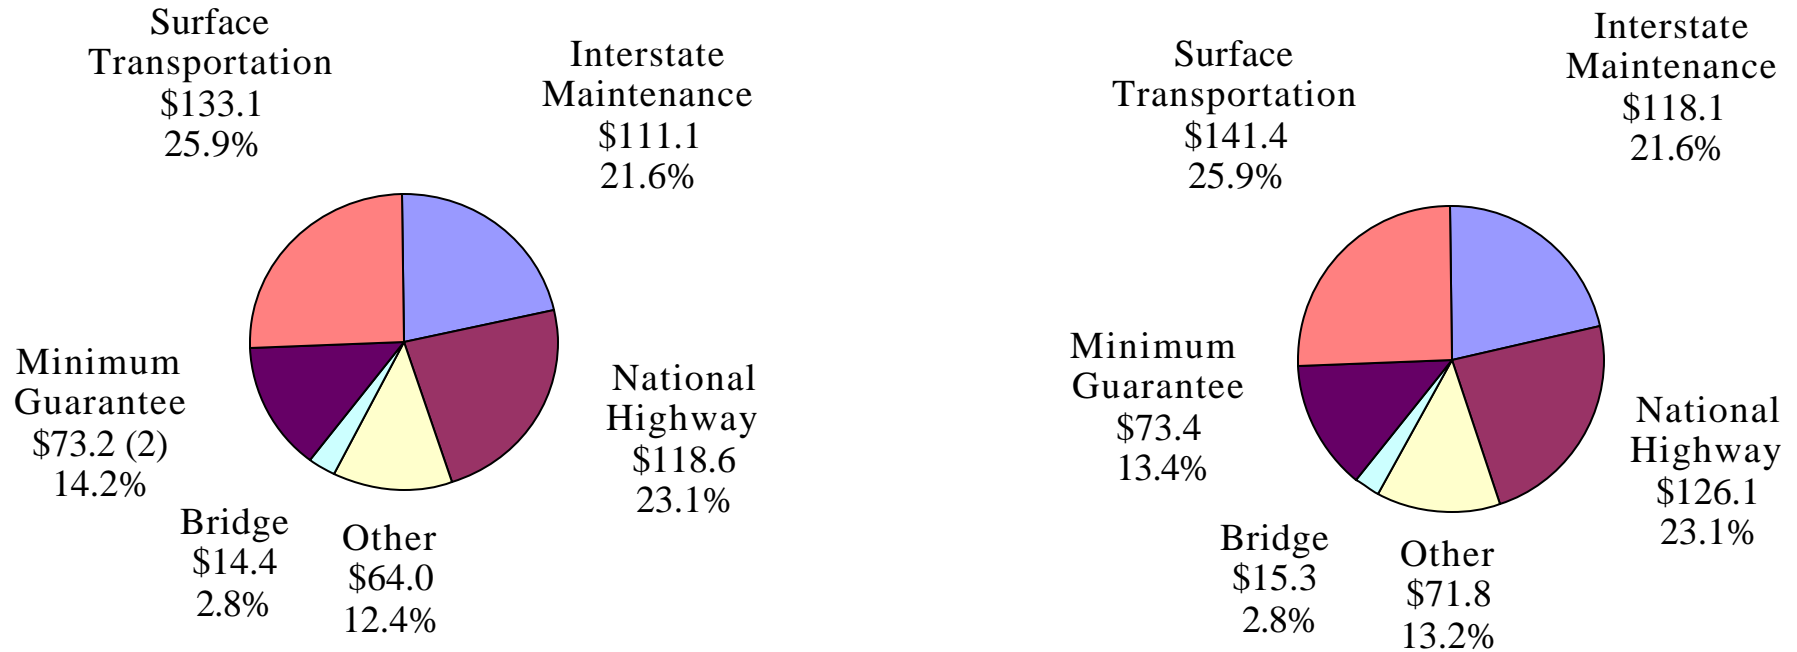 Surface
Transportation
$133.1
25.9%
Interstate
Maintenance
$111.1
21.6%
National
Highway
$118.6
23.1%
Other
$64.0
12.4%
Bridge
$14.4
2.8%
Minimum
Guarantee
$73.2 (2)
14.2%
Surface
Transportation
$141.4
25.9%
Interstate
Maintenance
$118.1
21.6%
National
Highway
$126.1
23.1%
Other
$71.8
13.2%
Bridge
$15.3
2.8%
Minimum
Guarantee
$73.4
13.4%